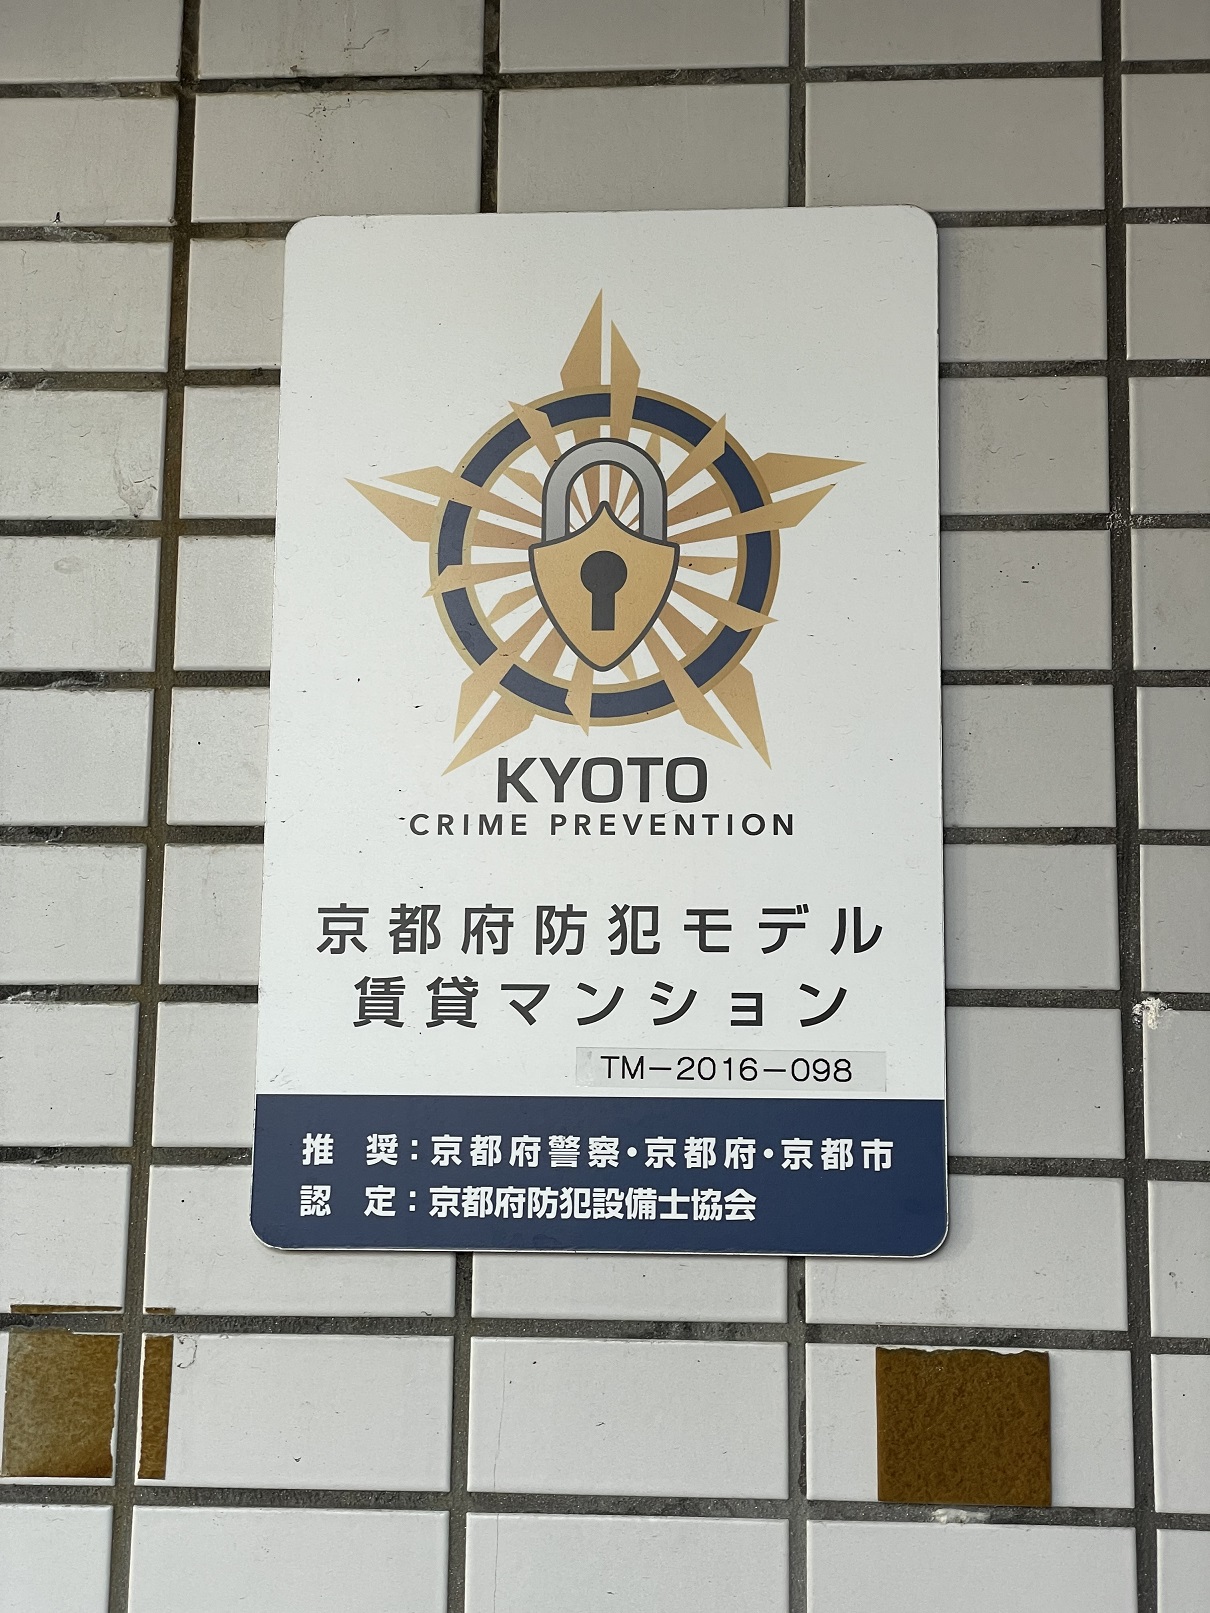 KYOTO
CRIME PREVENTION
京都府防犯モデル
賃貸マンション
TM-2016-098
推 奨：京都府警察・京都府・京都市
認 定：京都府防犯設備士協会